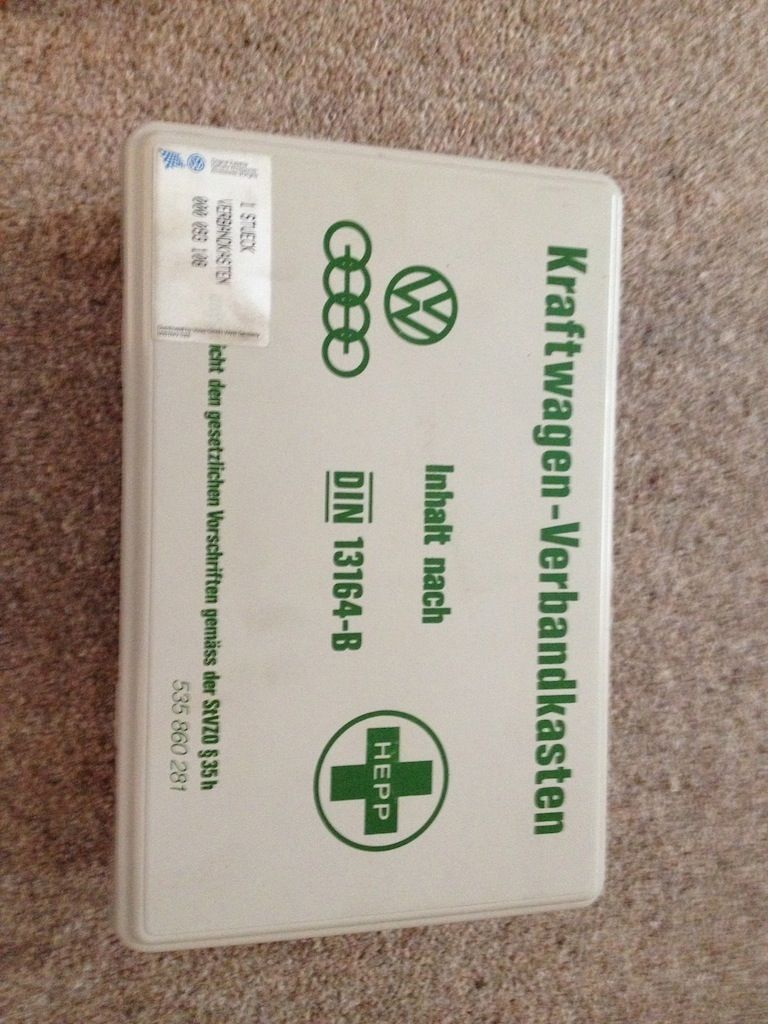 Kraftwagen-Verbandkasten
Inhalt nach
DIN 13164-B
HEPP
icht den gesetzlichen Vorschriften gemäss der StVZO § 35h
535 860 281
1 STUECK
VERBANDKASTEN
000 093 108